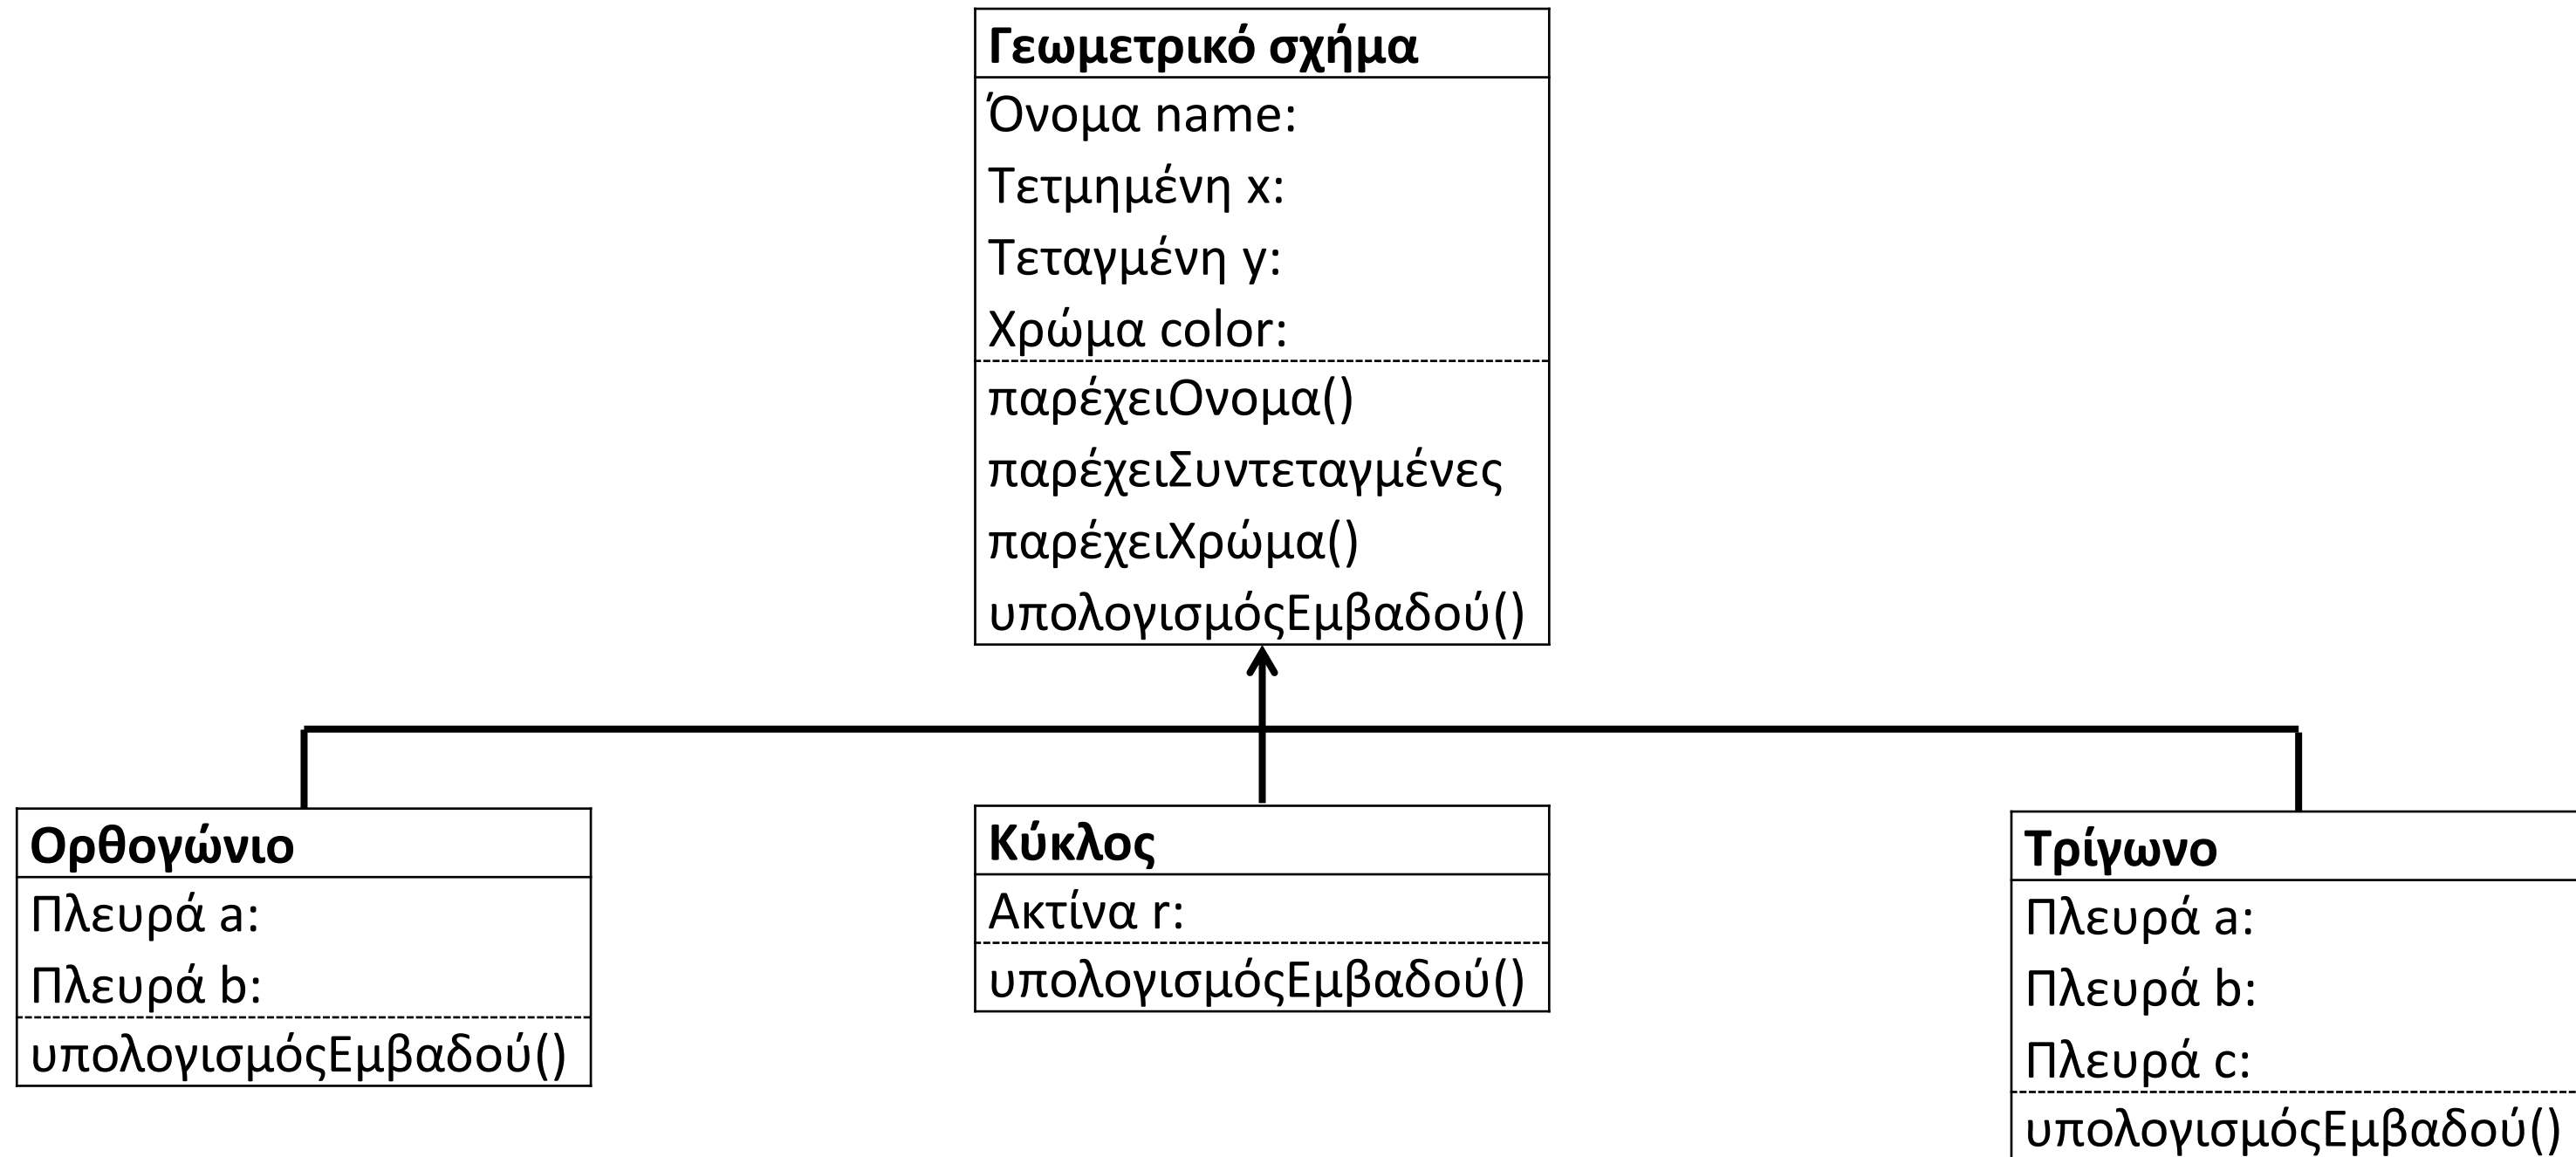 Γεωμετρικό σχήμα
Όνομα name:
Τετμημένη x:
Τεταγμένη y:
Χρώμα color:
παρέχειΟνομα()
παρέχειΣυντεταγμένες
παρέχειΧρώμα()
υπολογισμόςΕμβαδού()
Ορθογώνιο
Πλευρά a:
Πλευρά b:
υπολογισμόςΕμβαδού()
Κύκλος
Ακτίνα r:
υπολογισμόςΕμβαδού()
Τρίγωνο
Πλευρά a:
Πλευρά b:
Πλευρά c:
υπολογισμόςΕμβαδού()